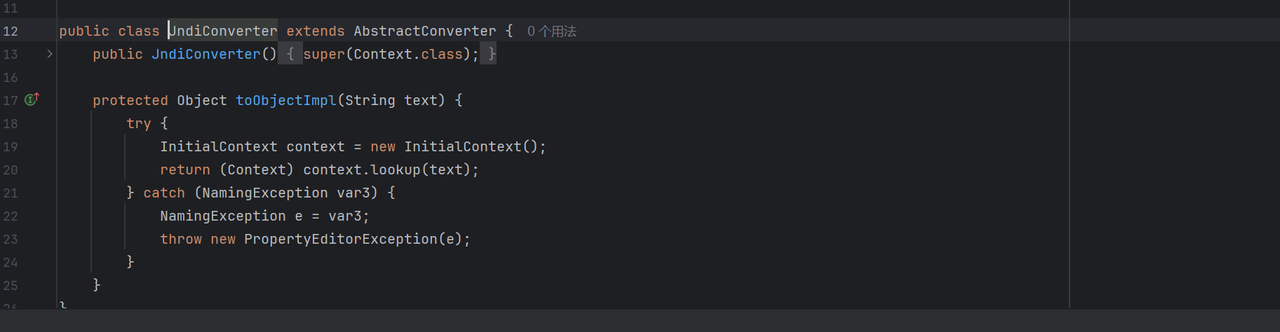 11
12 public class JndiConverter extends AbstractConverter { 0 个用法
13 public JndiConverter() { super(Context.class); }
16
17 protected Object toObjectImpl(String text) {
18 try {
19 InitialContext context = new InitialContext();
20 return (Context) context.lookup(text);
21 } catch (NamingException var3) {
22 NamingException e = var3;
23 throw new PropertyEditorException(e);
24 }
25 }
26 }